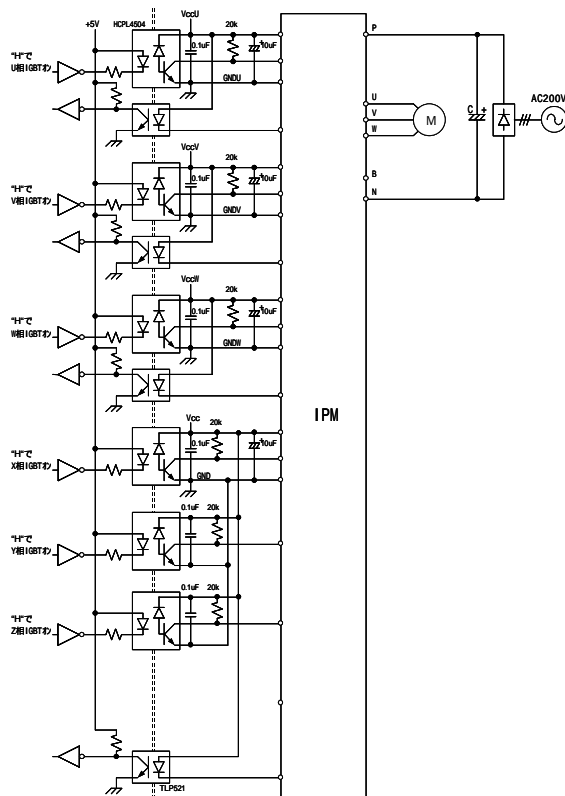 +5V
HCPL4504
VccU
20k
0.1uF
10uF
GNDU
"H"で
U相IGBTオン
VccV
20k
0.1uF
10uF
GNDV
"H"で
V相IGBTオン
VccW
20k
0.1uF
10uF
GNDW
"H"で
W相IGBTオン
Vcc
20k
0.1uF
10uF
GND
"H"で
X相IGBTオン
0.1uF
20k
"H"で
Y相IGBTオン
0.1uF
20k
"H"で
Z相IGBTオン
TLP521
IPM
P
U
V
W
B
N
M
C
+
AC200V